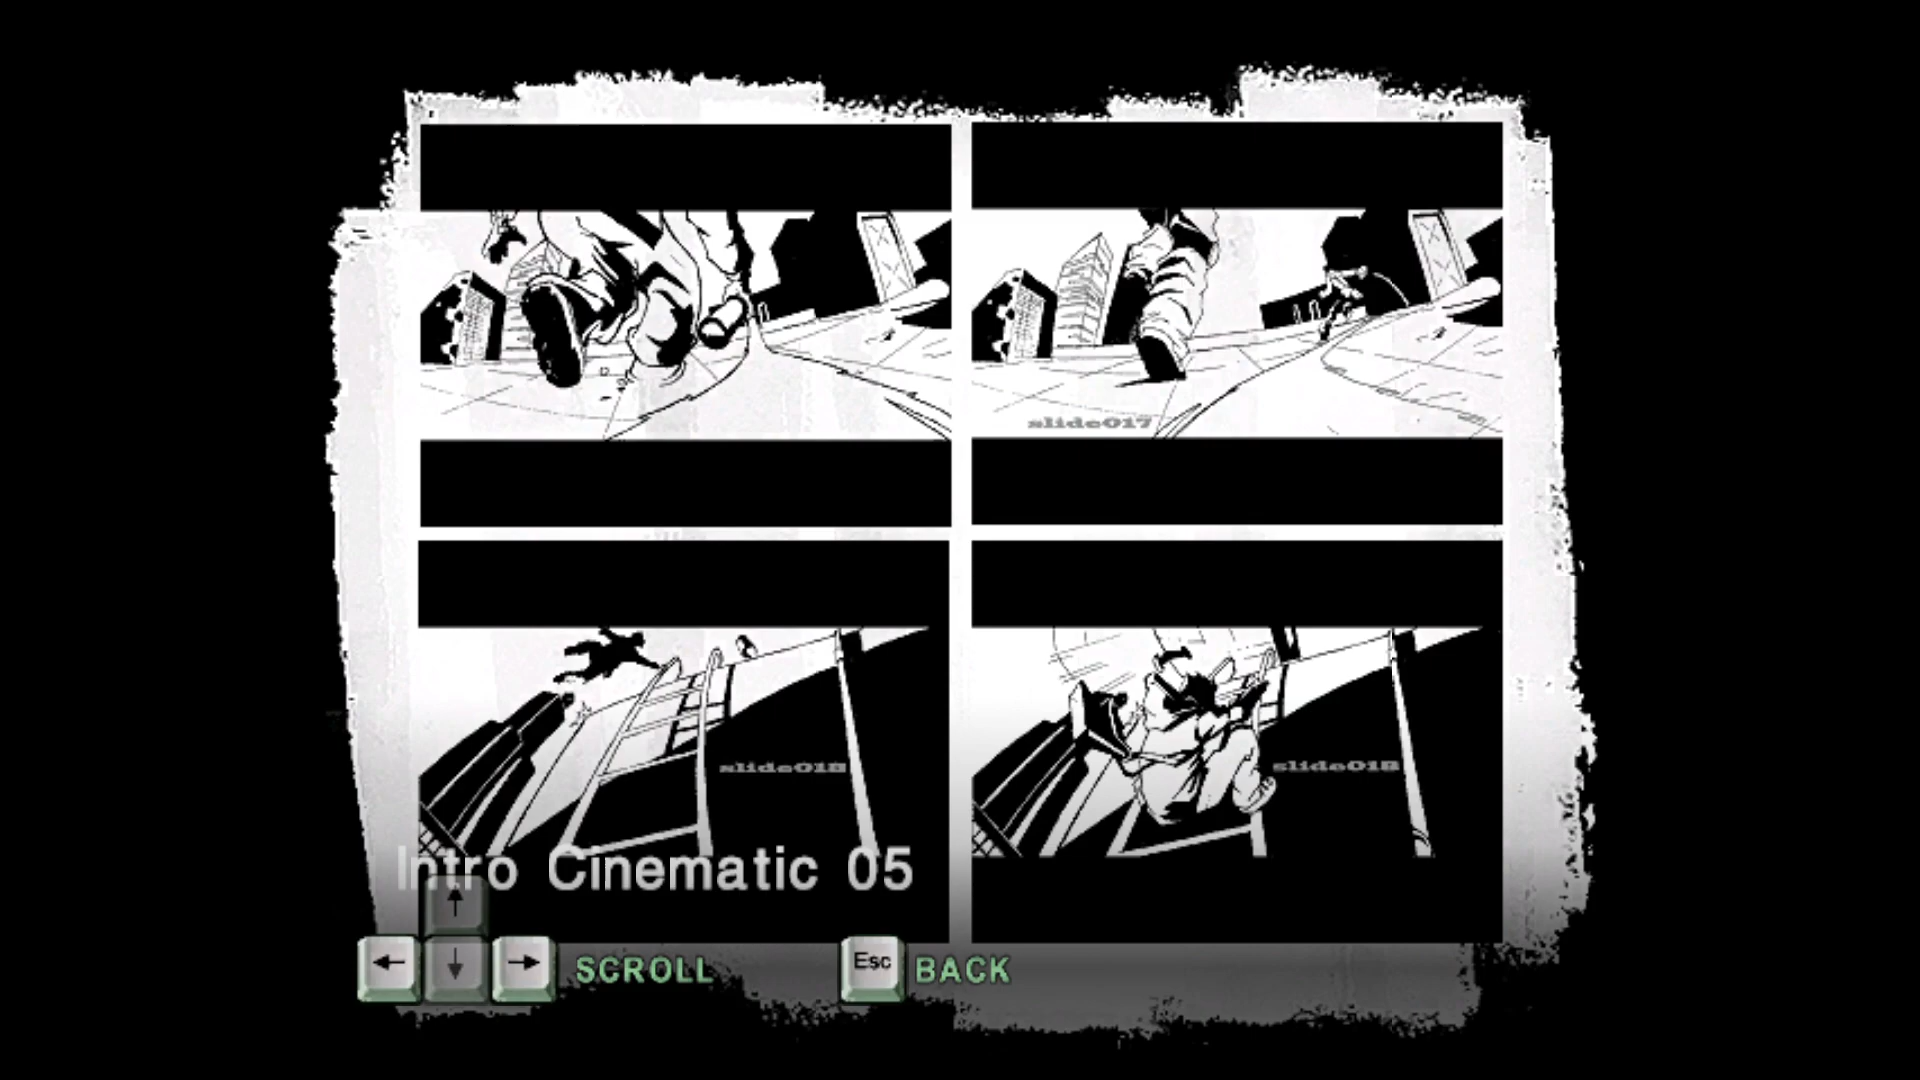 slide017
slide018
slide018
Intro Cinematic 05
↑
← ↓ → SCROLL
Esc BACK